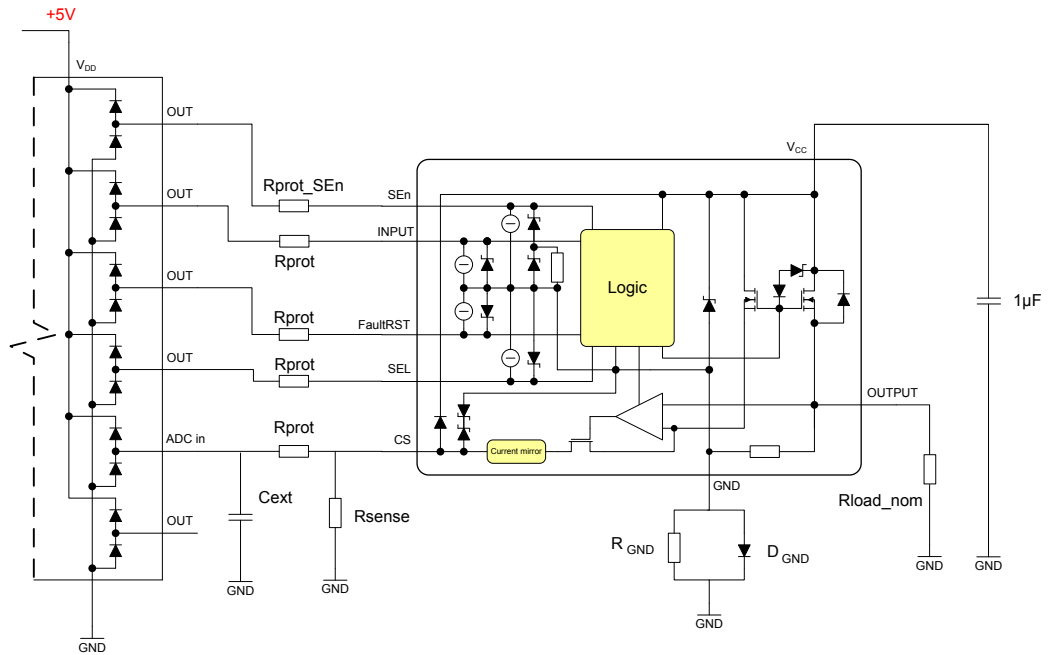 +5V
VDD
OUT
VCC
Rprot_SEn
SEn
OUT
INPUT
Rprot
Logic
OUT
1µF
Rprot
FaultRST
OUT
Rprot
SEL
OUTPUT
ADC in
Rprot
CS
Current mirror
GND
Cext
Rsense
Rload_nom
OUT
R GND
D GND
GND
GND
GND
GND
GND
GND